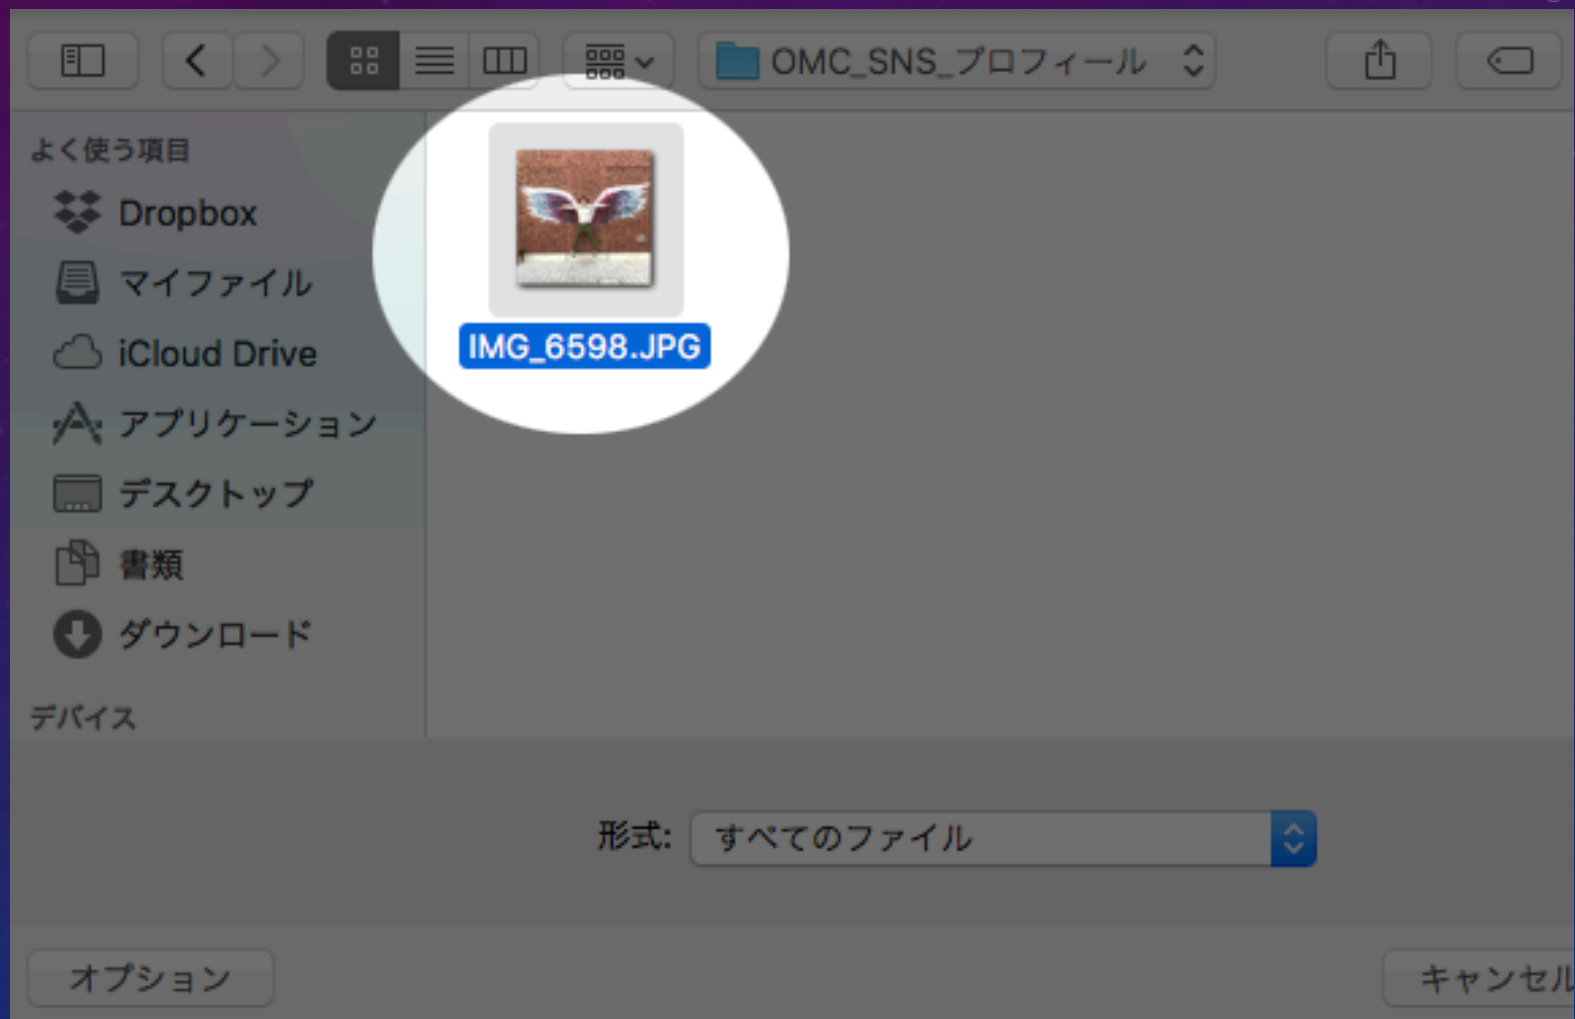 OMC_SNS_プロフィール
よく使う項目
Dropbox
マイファイル
iCloud Drive
アプリケーション
デスクトップ
書類
ダウンロード
デバイス
IMG_6598.JPG
形式: すべてのファイル
オプション
キャンセル